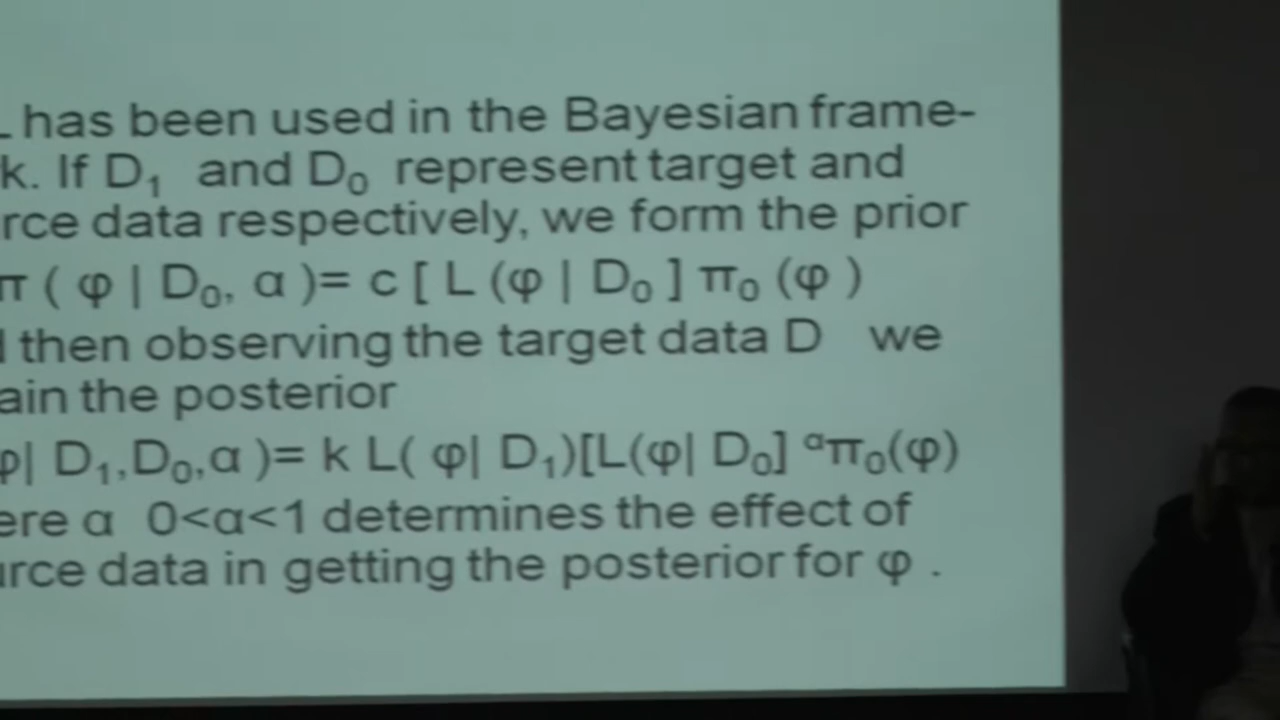 has been used in the Bayesian frame-
k. If D₁ and D₀ represent target and
rce data respectively, we form the prior
π ( φ | D₀, α )= c [ L (φ | D₀ ] π₀ (φ )
then observing the target data D we
ain the posterior
φ| D₁,D₀,α )= k L( φ| D₁)[L(φ| D₀] ᵅπ₀(φ)
ere α 0<α<1 determines the effect of
urce data in getting the posterior for φ .